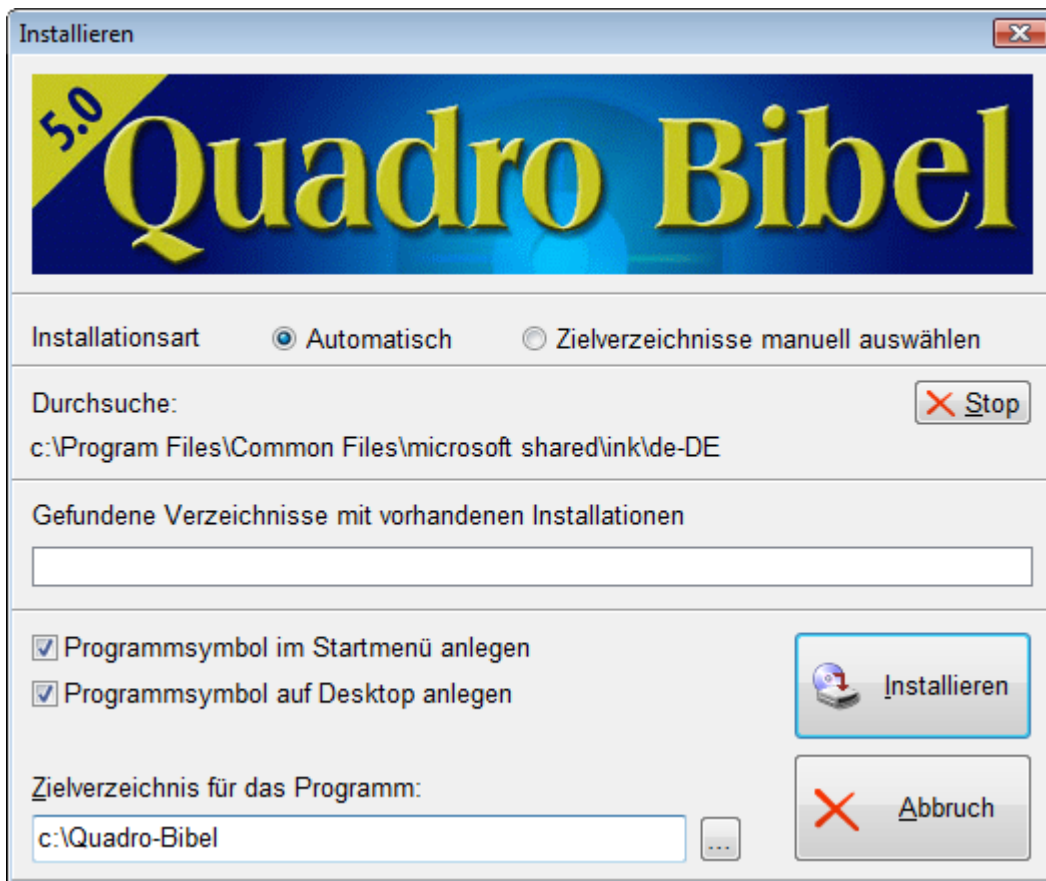 Installieren
5.0
Quadro Bibel
Installationsart Automatisch Zielverzeichnisse manuell auswählen
Durchsuche: Stop
c:\Program Files\Common Files\microsoft shared\ink\de-DE
Gefundene Verzeichnisse mit vorhandenen Installationen
Programmsymbol im Startmenü anlegen
Programmsymbol auf Desktop anlegen
Installieren
Zielverzeichnis für das Programm:
c:\Quadro-Bibel ...
Abbruch